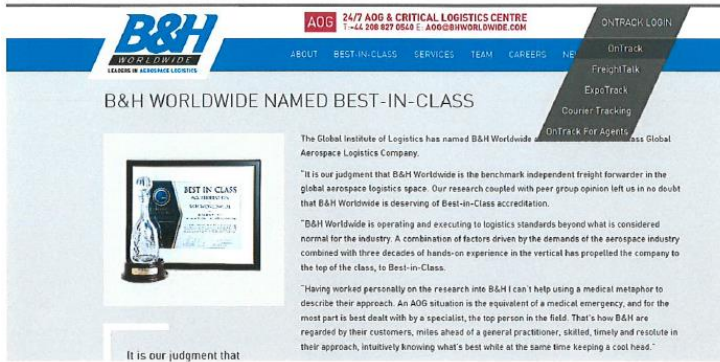 AOG
24/7 AOG & CRITICAL LOGISTICS CENTRE
T:+44 208 827 0540 E: AOG@BHWORLDWIDE.COM
ONTRACK LOGIN
B&H
WORLDWIDE
LEADERS IN AEROSPACE LOGISTICS
ABOUT BEST-IN-CLASS SERVICES TEAM CAREERS
OnTrack
FreightTalk
ExpoTrack
Courier Tracking
OnTrack For Agents
B&H WORLDWIDE NAMED BEST-IN-CLASS
The Global Institute of Logistics has named B&H Worldwide Global
Aerospace Logistics Company.
"It is our judgment that B&H Worldwide is the benchmark independent freight forwarder in the
global aerospace logistics space. Our research coupled with peer group opinion left us in no doubt
that B&H Worldwide is deserving of Best-in-Class accreditation.
"B&H Worldwide is operating and executing to logistics standards beyond what is considered
normal for the industry. A combination of factors driven by the demands of the aerospace industry
combined with three decades of hands-on experience in the vertical has propelled the company to
the top of the class, to Best-in-Class.
"Having worked personally on the research into B&H I can't help using a medical metaphor to
describe their approach. An AOG situation is the equivalent of a medical emergency, and for the
most part is best dealt with by a specialist, the top person in the field. That's how B&H are
regarded by their customers, miles ahead of a general practitioner, skilled, timely and resolute in
their approach, intuitively knowing what's best while at the same time keeping a cool head."
BEST IN CLASS
It is our judgment that